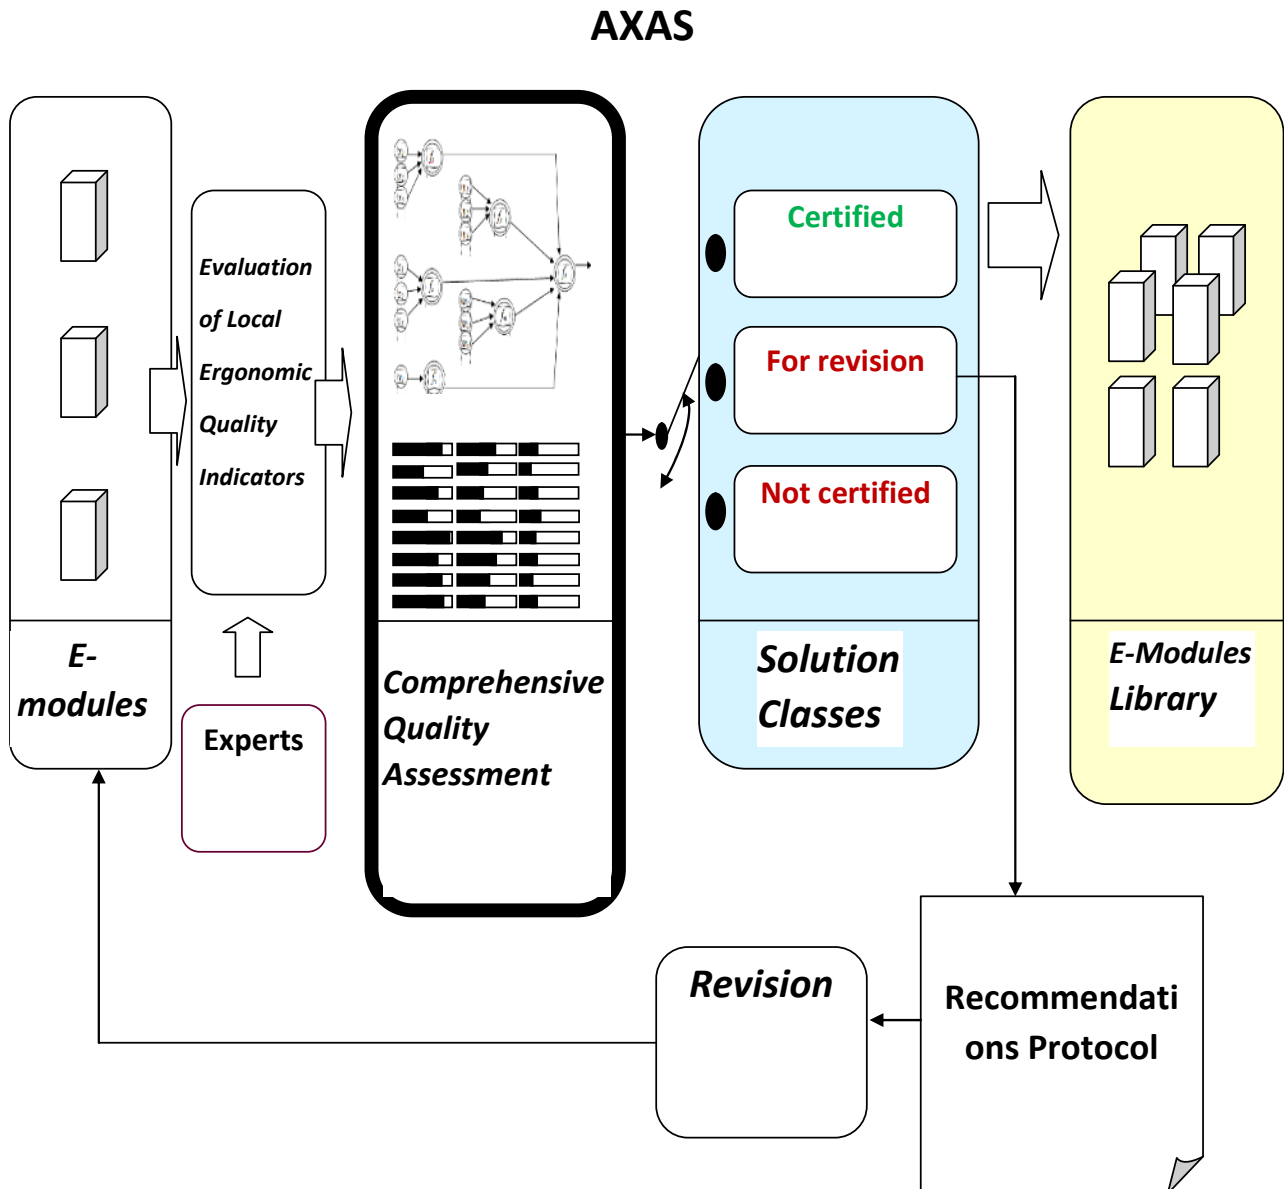 AXAS
E-
modules
Evaluation
of Local
Ergonomic
Quality
Indicators
Experts
Comprehensive
Quality
Assessment
Certified
For revision
Not certified
Solution
Classes
E-Modules
Library
Revision
Recommendati
ons Protocol